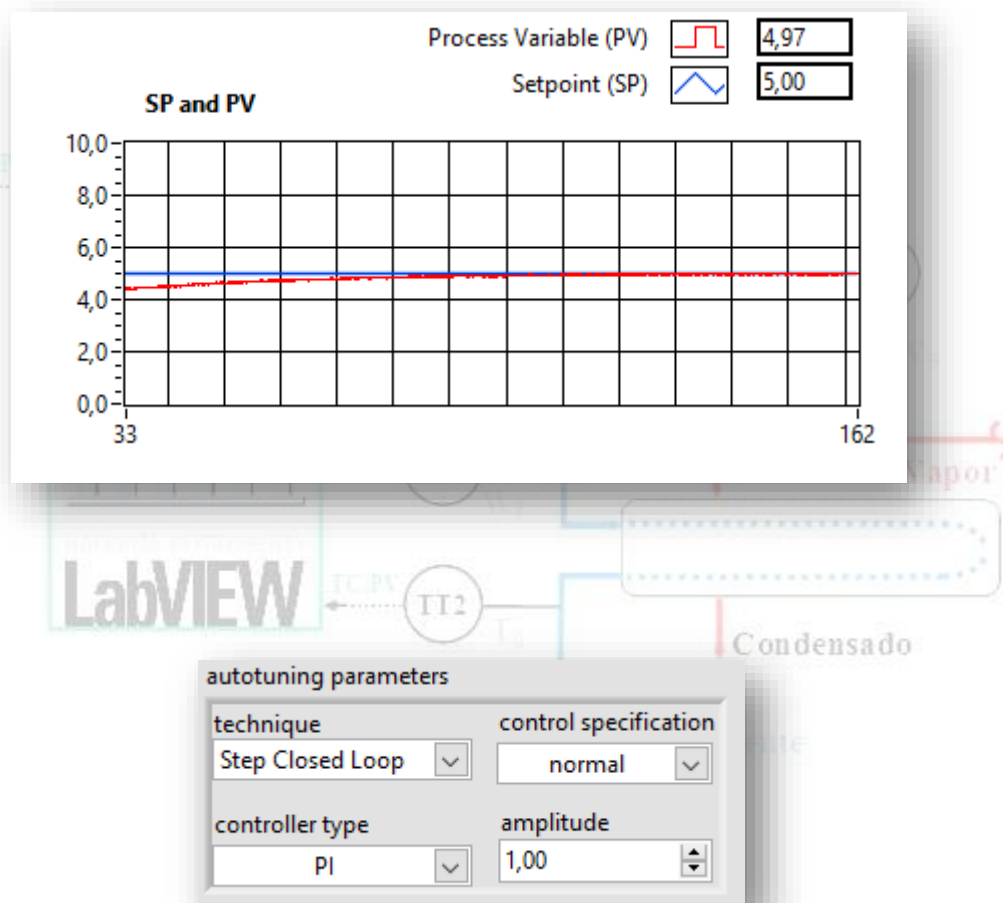 Process Variable (PV) 4,97
Setpoint (SP) 5,00
SP and PV
10,0
8,0
6,0
4,0
2,0
0,0
33 162
Vapor
LabVIEW
TC.PV
TT2
Condensado
autotuning parameters
technique control specification
Step Closed Loop normal
controller type amplitude
PI 1,00